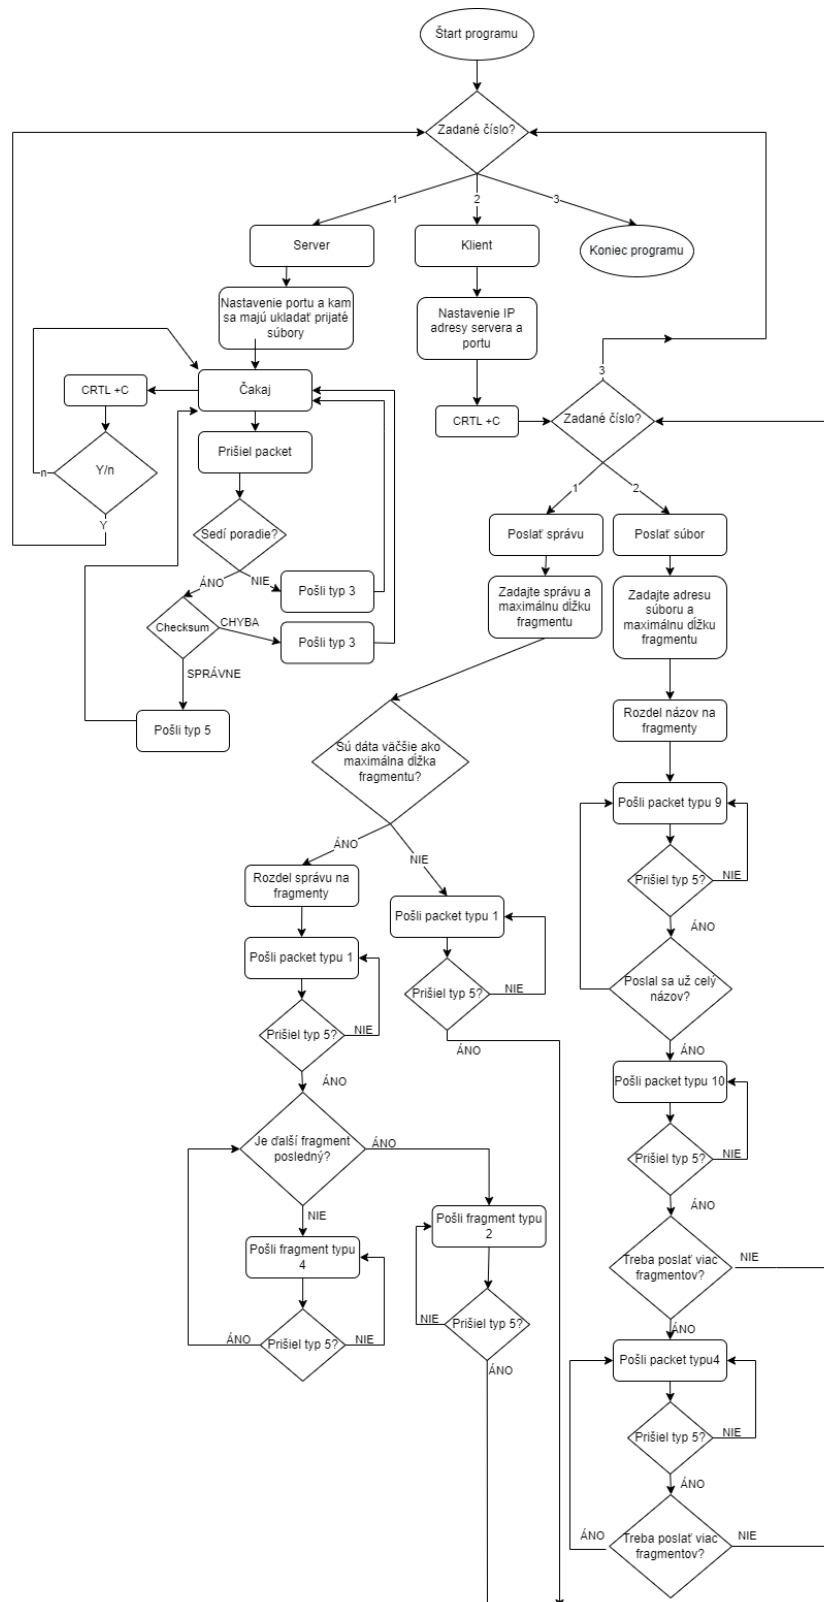 Štart programu
Zadané číslo?
1
2
3
Server
Klient
Koniec programu
Nastavenie portu a kam
sa majú ukladať prijaté
súbory
Nastavenie IP
adresy servera a
portu
3
CRTL +C
Čakaj
CRTL +C
Zadané číslo?
Prišiel packet
n
Y/n
Y
1
2
Sedí poradie?
Poslať správu
Poslať súbor
ÁNO
NIE
Pošli typ 3
Zadajte správu a
maximálnu dĺžku
fragmentu
Zadajte adresu
súboru a
maximálnu dĺžku
fragmentu
Checksum
CHYBA
Pošli typ 3
SPRÁVNE
Pošli typ 5
Rozdel názov na
fragmenty
Sú dáta väčšie ako
maximálna dĺžka
fragmentu?
Pošli packet typu 9
ÁNO
NIE
Prišiel typ 5?
NIE
Rozdel správu na
fragmenty
Pošli packet typu 1
ÁNO
Pošli packet typu 1
Poslal sa už celý
názov?
Prišiel typ 5?
NIE
Prišiel typ 5?
NIE
ÁNO
ÁNO
ÁNO
Pošli packet typu 10
Je ďalší fragment
posledný?
ÁNO
Prišiel typ 5?
NIE
NIE
ÁNO
Pošli fragment typu
2
Pošli fragment typu
4
Treba poslať viac
fragmentov?
NIE
NIE
Prišiel typ 5?
ÁNO
ÁNO
Prišiel typ 5?
NIE
Pošli packet typu4
ÁNO
Prišiel typ 5?
NIE
ÁNO
ÁNO
Treba poslať viac
fragmentov?
NIE